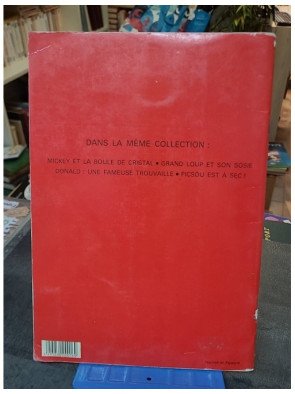 DANS LA MÊME COLLECTION :
MICKEY ET LA BOULE DE CRISTAL • GRAND LOUP ET SON SOSIE
DONALD : UNE FAMEUSE TROUVAILLE • PICSOU EST À SEC !